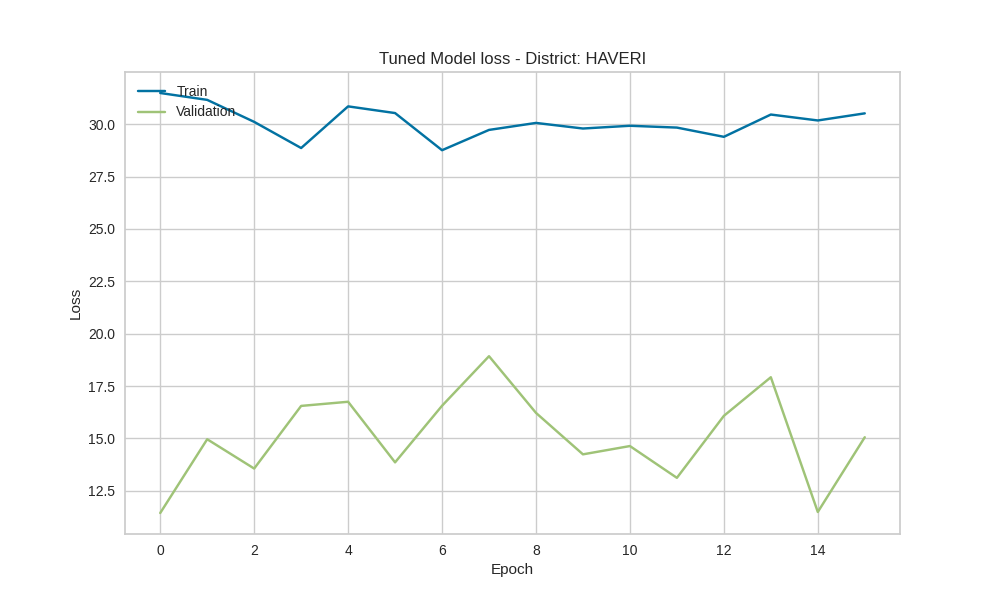 Tuned Model loss - District: HAVERI
Train
Validation
30.0
27.5
25.0
22.5
20.0
17.5
15.0
12.5
Loss
0 2 4 6 8 10 12 14
Epoch